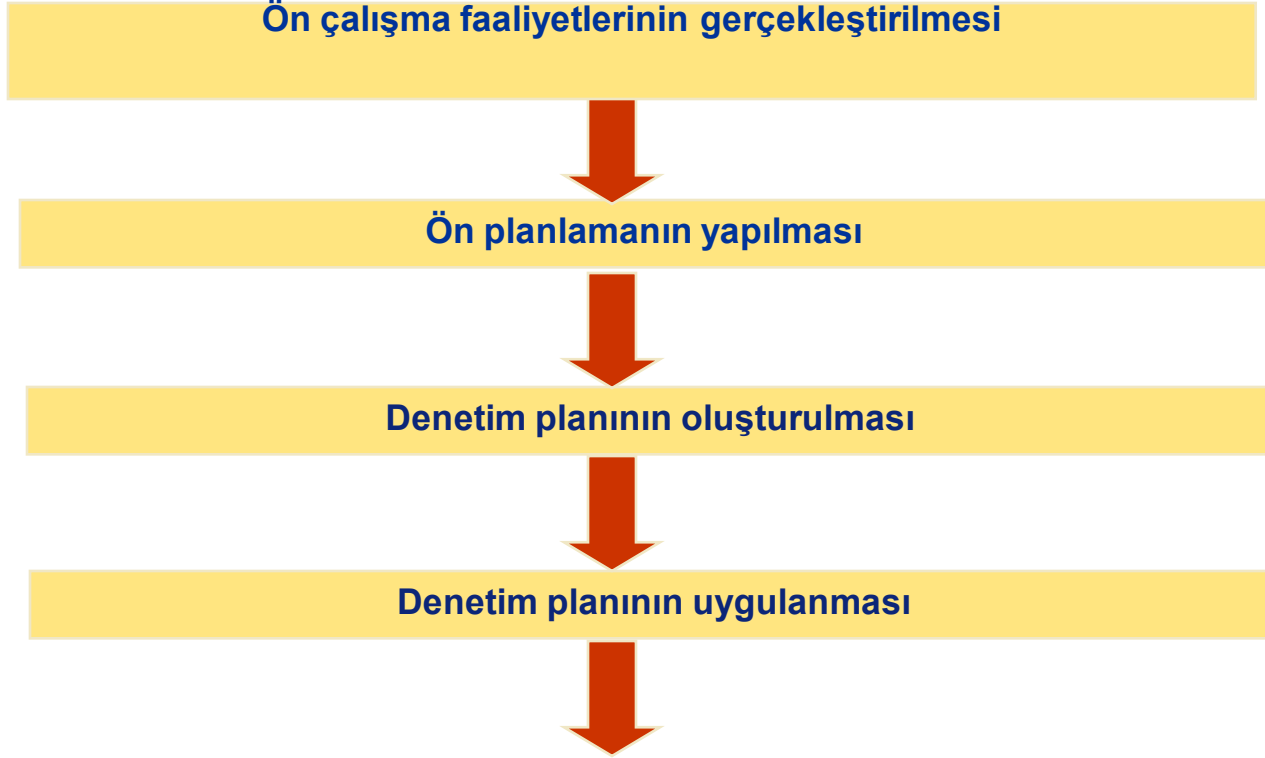 Ön çalışma faaliyetlerinin gerçekleştirilmesi
Ön planlamanın yapılması
Denetim planının oluşturulması
Denetim planının uygulanması